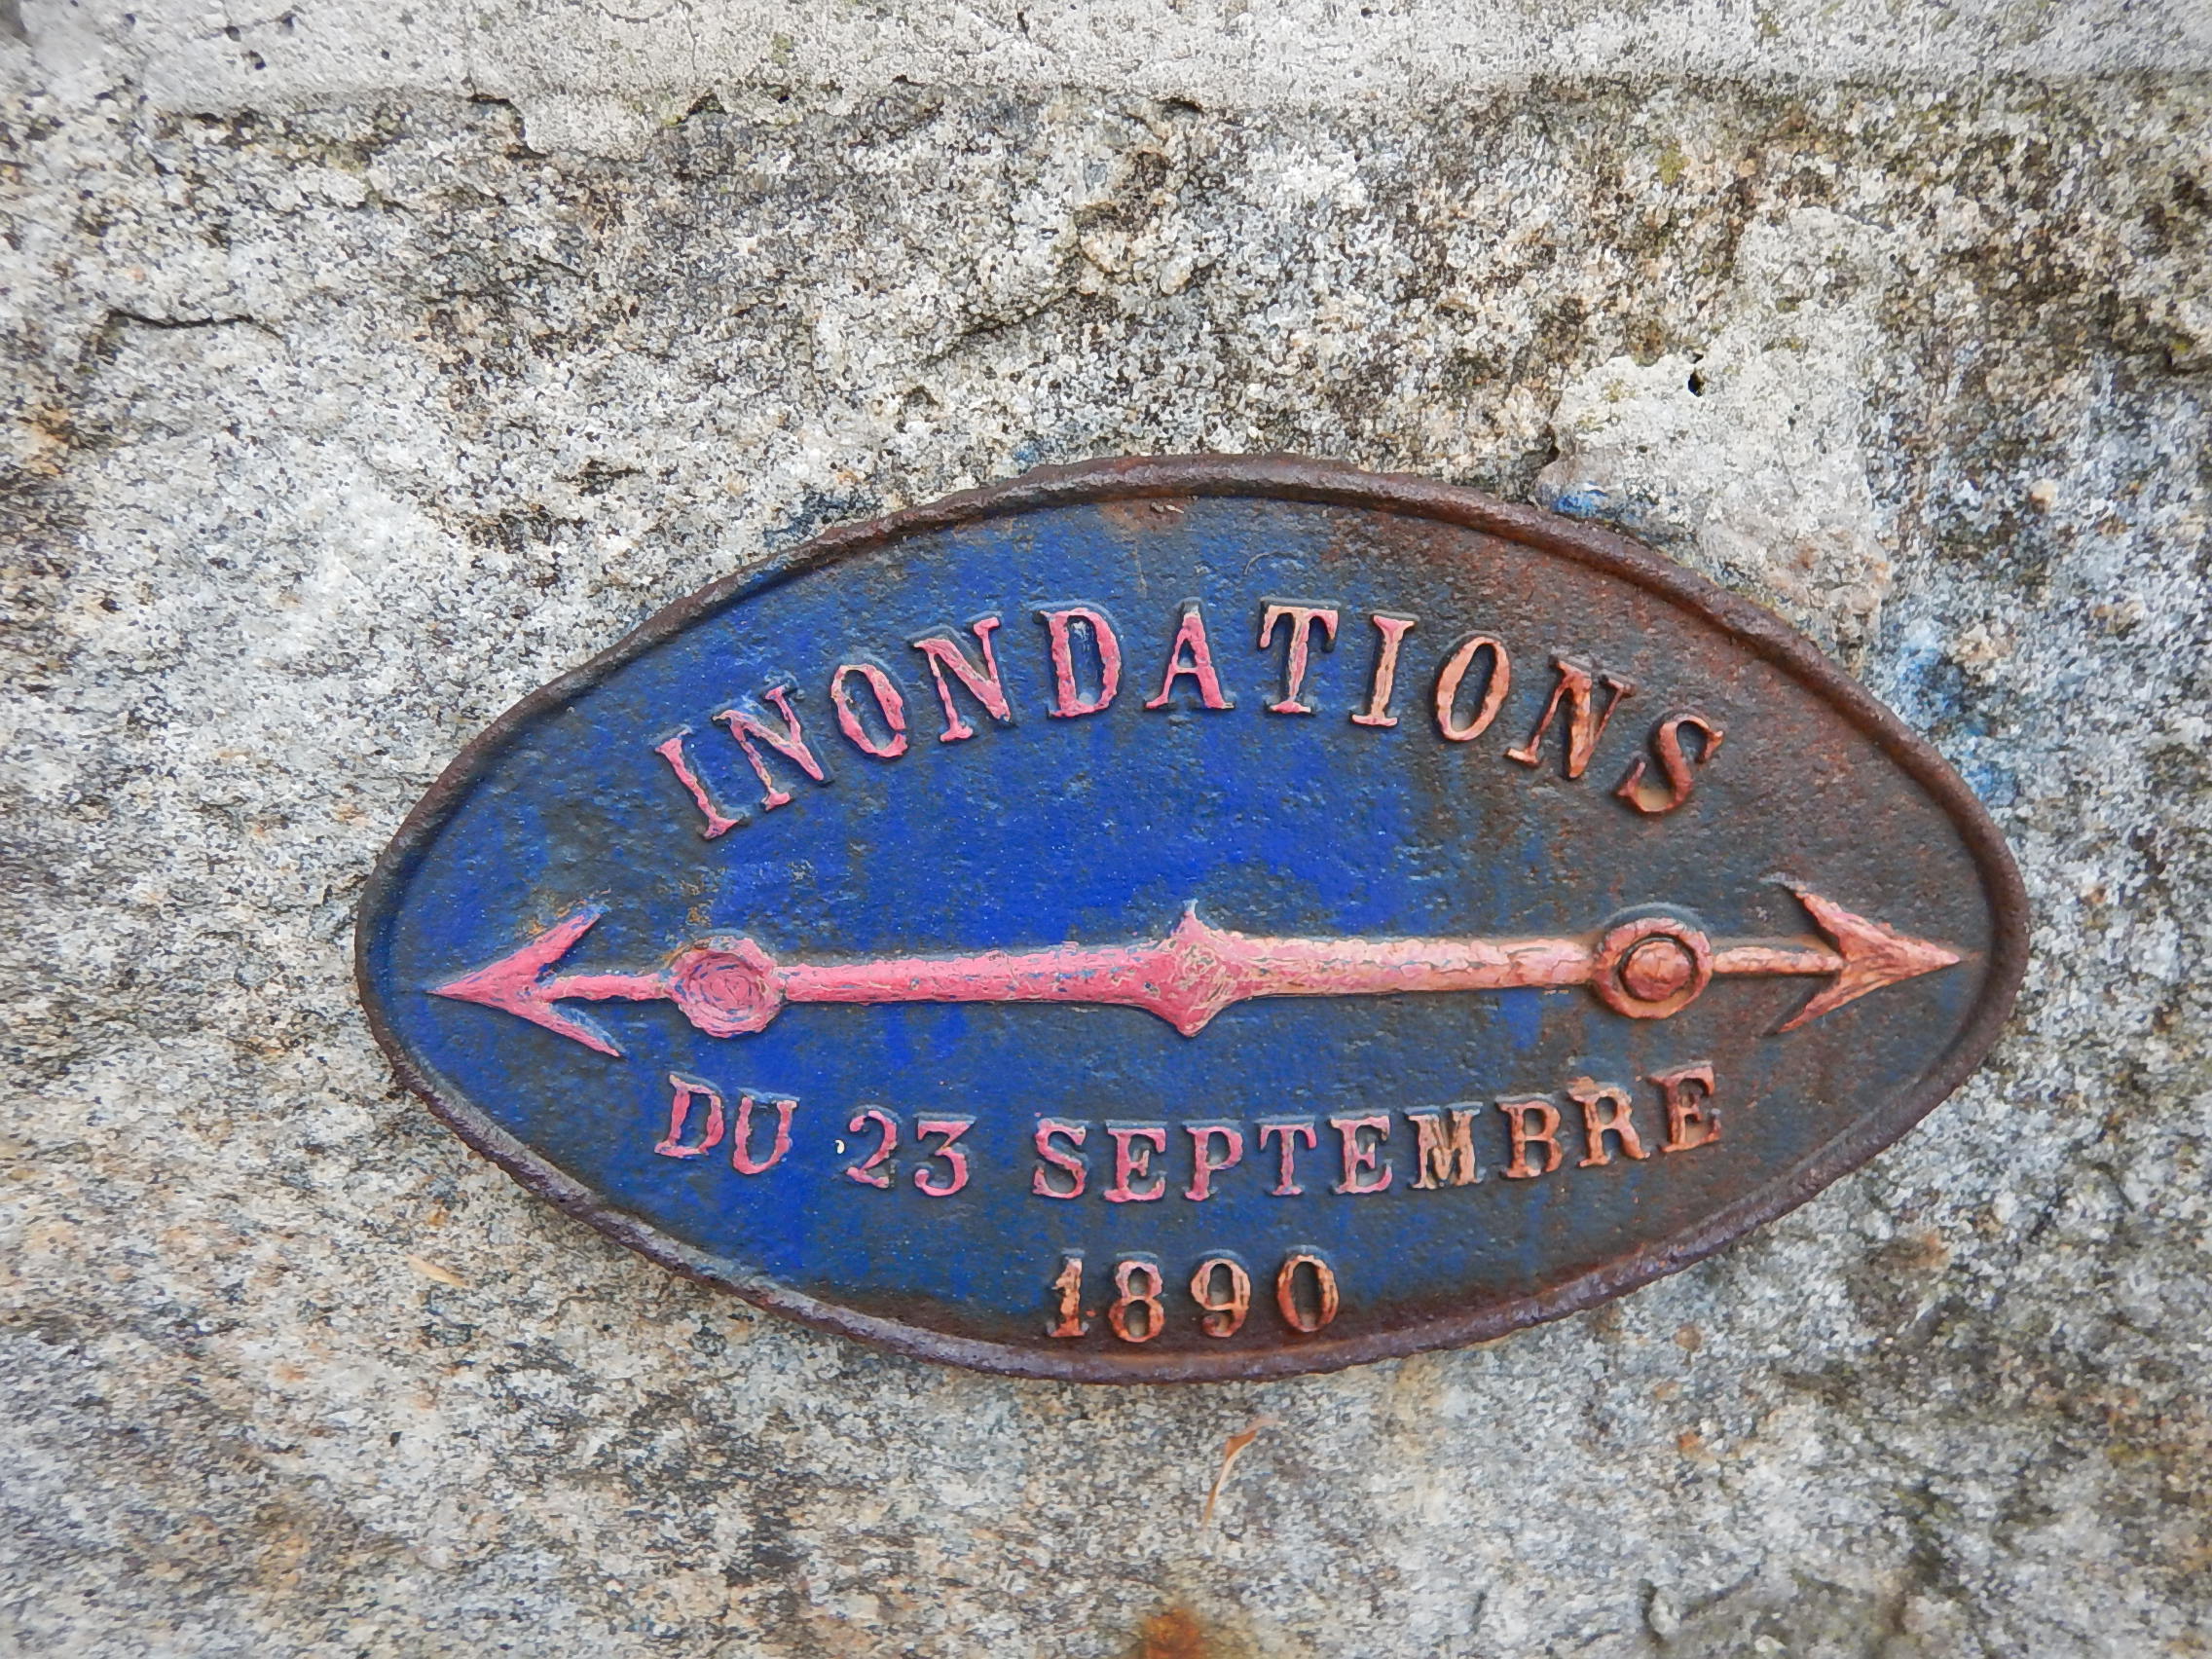 INONDATIONS
DU 23 SEPTEMBRE
1890